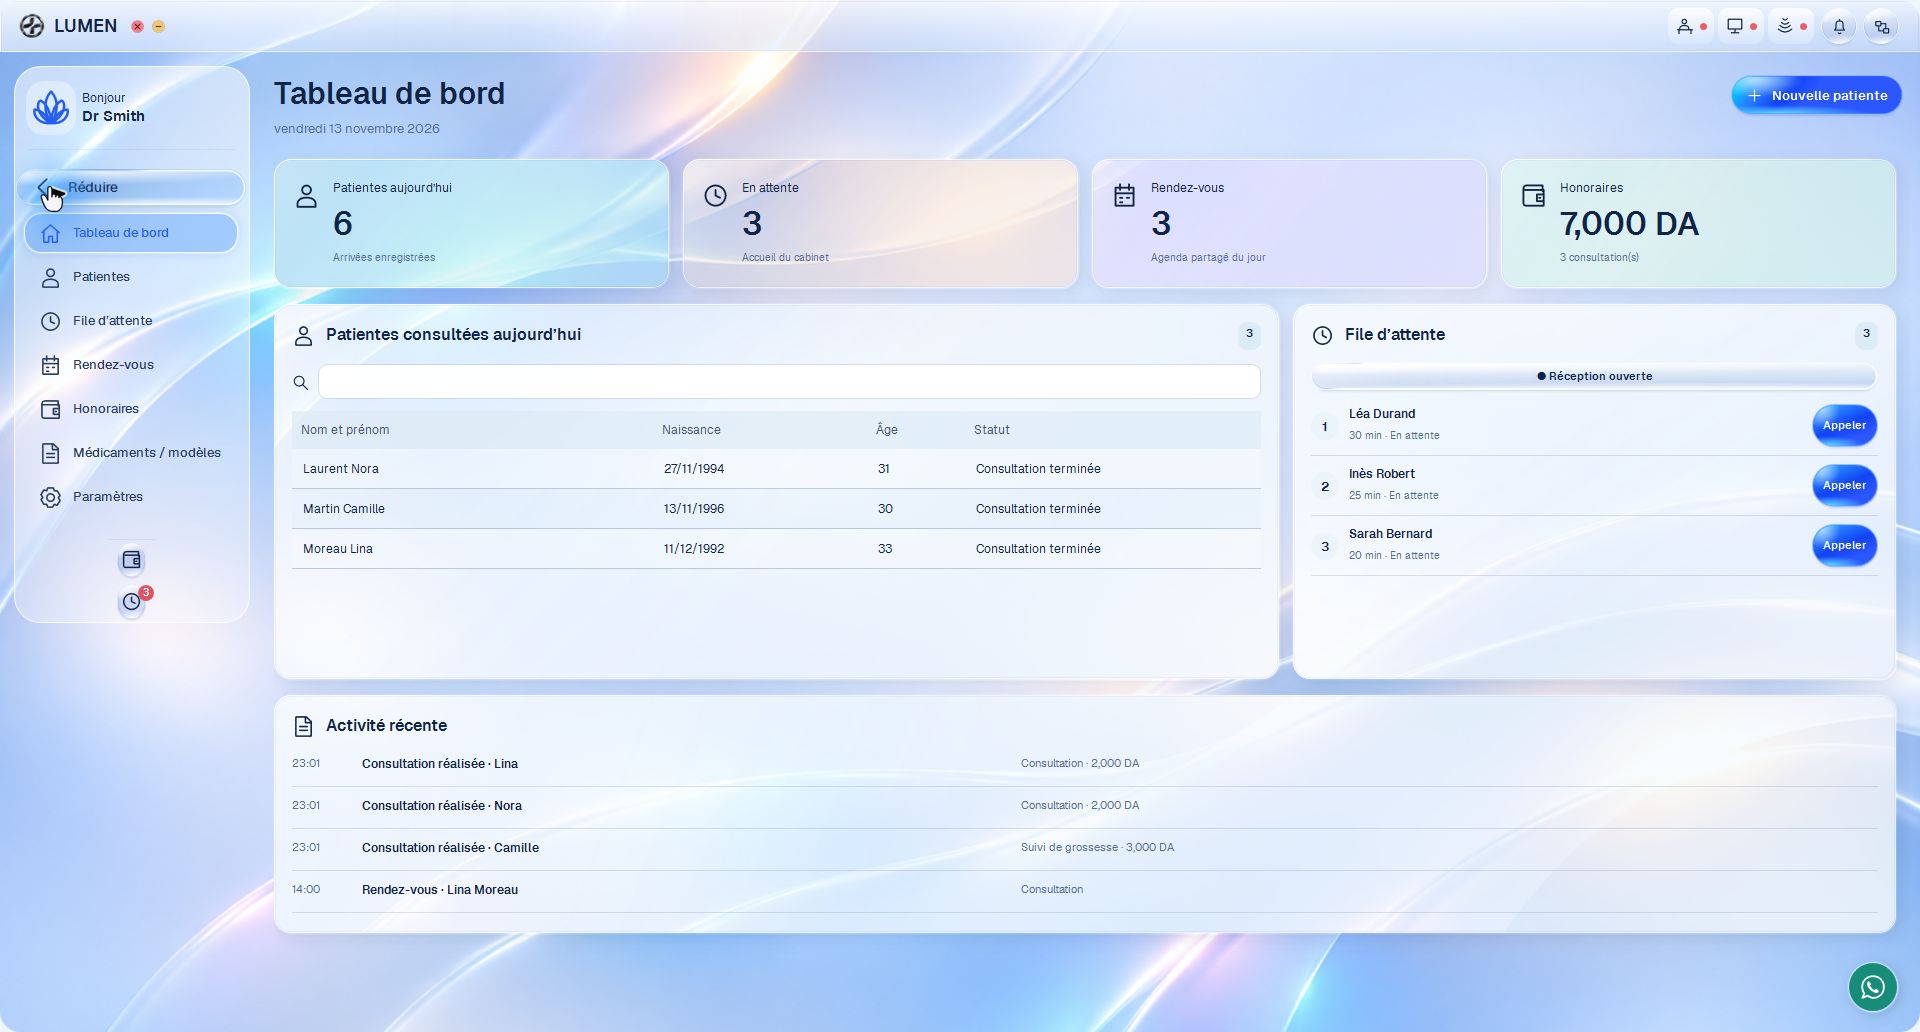 LUMEN
Bonjour
Dr Smith
Réduire
Tableau de bord
Patientes
File d'attente
Rendez-vous
Honoraires
Médicaments / modèles
Paramètres
3
Tableau de bord
vendredi 13 novembre 2026
+ Nouvelle patiente
Patientes aujourd'hui
6
Arrivées enregistrées
En attente
3
Accueil du cabinet
Rendez-vous
3
Agenda partagé du jour
Honoraires
7,000 DA
3 consultation(s)
Patientes consultées aujourd'hui 3
Nom et prénom Naissance Âge Statut
Laurent Nora 27/11/1994 31 Consultation terminée
Martin Camille 13/11/1996 30 Consultation terminée
Moreau Lina 11/12/1992 33 Consultation terminée
File d'attente 3
● Réception ouverte
1 Léa Durand Appeler
30 min · En attente
2 Inès Robert Appeler
25 min · En attente
3 Sarah Bernard Appeler
20 min · En attente
Activité récente
23:01 Consultation réalisée · Lina Consultation · 2,000 DA
23:01 Consultation réalisée · Nora Consultation · 2,000 DA
23:01 Consultation réalisée · Camille Suivi de grossesse · 3,000 DA
14:00 Rendez-vous · Lina Moreau Consultation